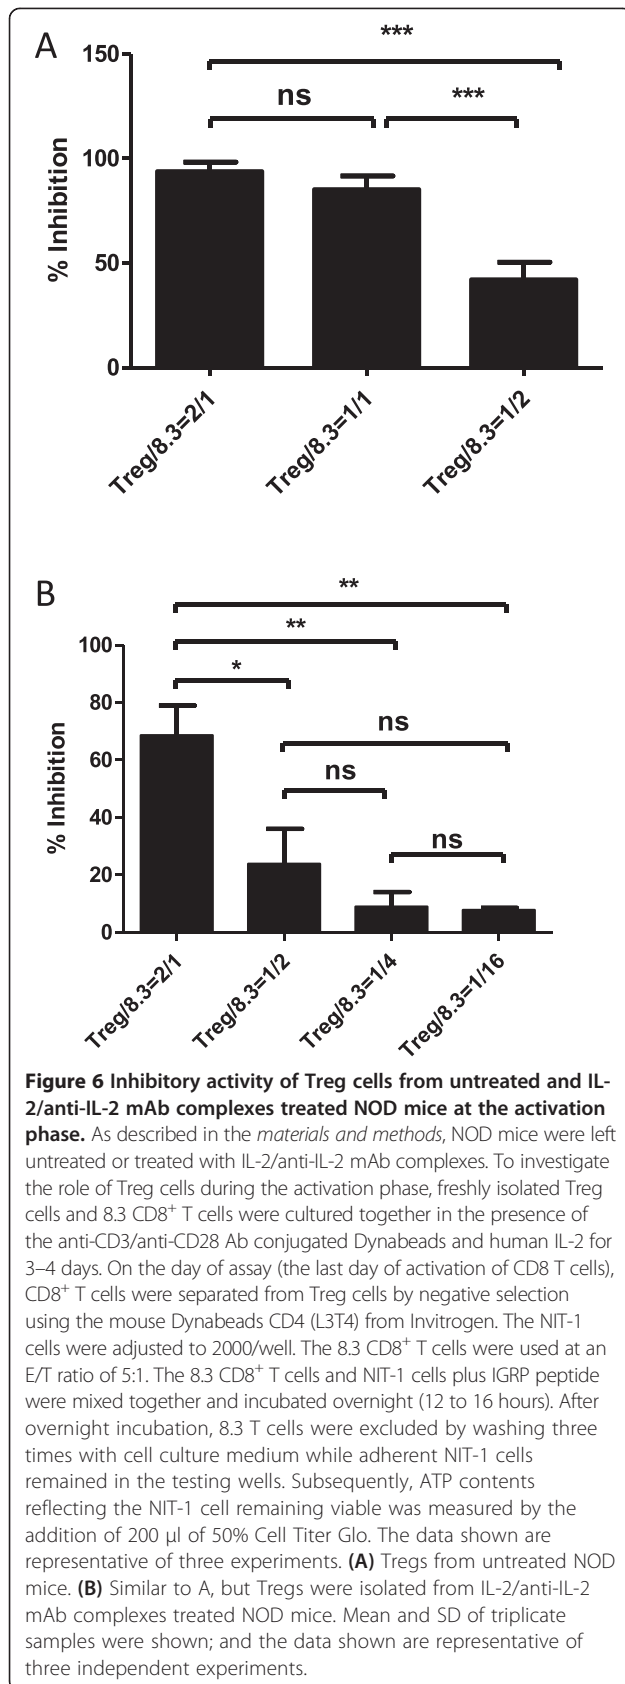 A
***
150
ns
***
100
% Inhibition
50
0
Treg/8.3=2/1
Treg/8.3=1/1
Treg/8.3=1/2
B
**
100
**
*
80
ns
60
ns
% Inhibition
40
ns
20
0
Treg/8.3=2/1
Treg/8.3=1/2
Treg/8.3=1/4
Treg/8.3=1/16
Figure 6 Inhibitory activity of Treg cells from untreated and IL-
2/anti-IL-2 mAb complexes treated NOD mice at the activation
phase. As described in the materials and methods, NOD mice were left
untreated or treated with IL-2/anti-IL-2 mAb complexes. To investigate
the role of Treg cells during the activation phase, freshly isolated Treg
cells and 8.3 CD8⁺ T cells were cultured together in the presence of
the anti-CD3/anti-CD28 Ab conjugated Dynabeads and human IL-2 for
3–4 days. On the day of assay (the last day of activation of CD8 T cells),
CD8⁺ T cells were separated from Treg cells by negative selection
using the mouse Dynabeads CD4 (L3T4) from Invitrogen. The NIT-1
cells were adjusted to 2000/well. The 8.3 CD8⁺ T cells were used at an
E/T ratio of 5:1. The 8.3 CD8⁺ T cells and NIT-1 cells plus IGRP peptide
were mixed together and incubated overnight (12 to 16 hours). After
overnight incubation, 8.3 T cells were excluded by washing three
times with cell culture medium while adherent NIT-1 cells
remained in the testing wells. Subsequently, ATP contents
reflecting the NIT-1 cell remaining viable was measured by the
addition of 200 μl of 50% Cell Titer Glo. The data shown are
representative of three experiments. (A) Tregs from untreated NOD
mice. (B) Similar to A, but Tregs were isolated from IL-2/anti-IL-2
mAb complexes treated NOD mice. Mean and SD of triplicate
samples were shown; and the data shown are representative of
three independent experiments.